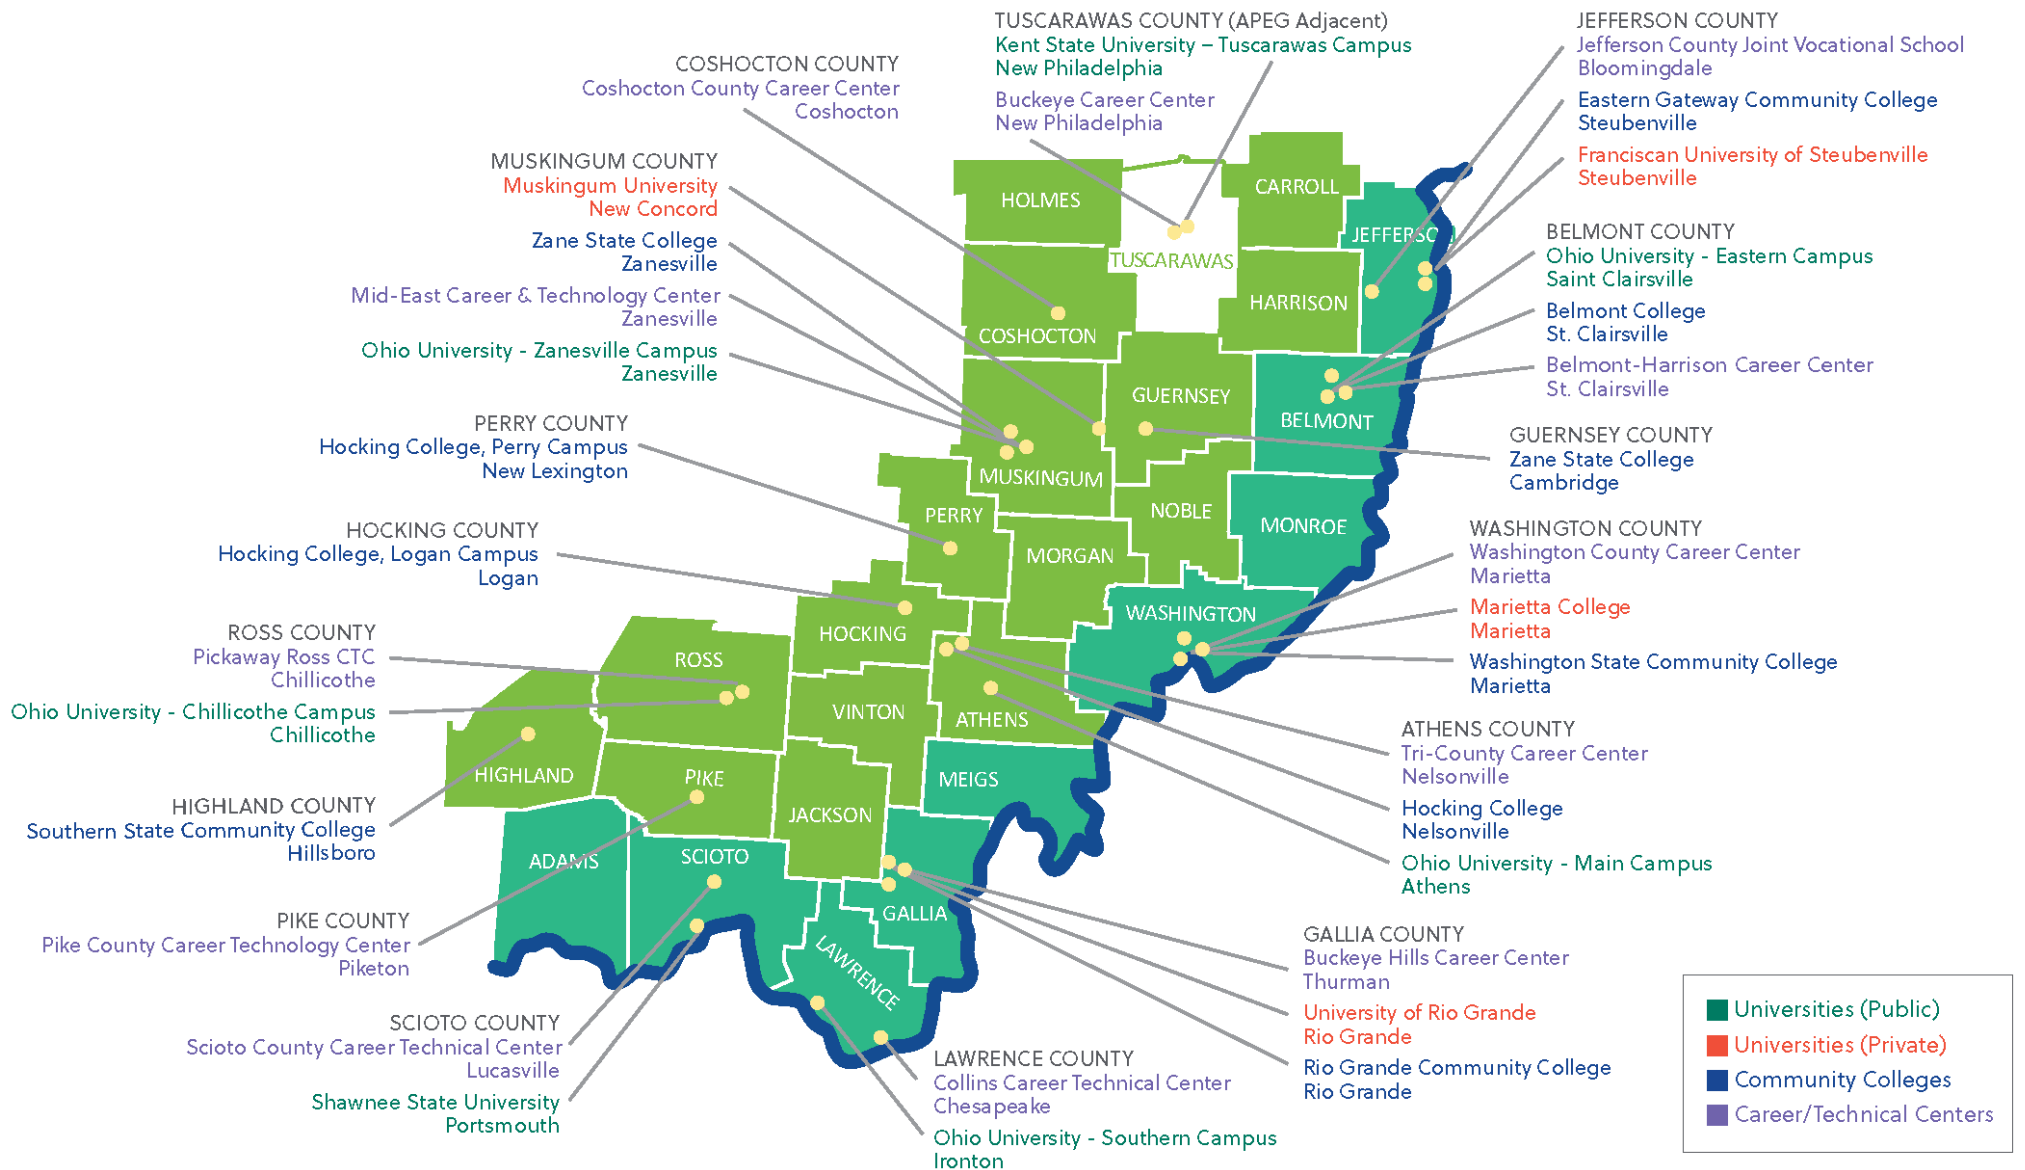 TUSCARAWAS COUNTY (APEG Adjacent)
Kent State University – Tuscarawas Campus
New Philadelphia
Buckeye Career Center
New Philadelphia
JEFFERSON COUNTY
Jefferson County Joint Vocational School
Bloomingdale
Eastern Gateway Community College
Steubenville
Franciscan University of Steubenville
Steubenville
COSHOCTON COUNTY
Coshocton County Career Center
Coshocton
MUSKINGUM COUNTY
Muskingum University
New Concord
Zane State College
Zanesville
Mid-East Career & Technology Center
Zanesville
Ohio University - Zanesville Campus
Zanesville
BELMONT COUNTY
Ohio University - Eastern Campus
Saint Clairsville
Belmont College
St. Clairsville
Belmont-Harrison Career Center
St. Clairsville
PERRY COUNTY
Hocking College, Perry Campus
New Lexington
GUERNSEY COUNTY
Zane State College
Cambridge
HOCKING COUNTY
Hocking College, Logan Campus
Logan
WASHINGTON COUNTY
Washington County Career Center
Marietta
Marietta College
Marietta
Washington State Community College
Marietta
ROSS COUNTY
Pickaway Ross CTC
Chillicothe
Ohio University - Chillicothe Campus
Chillicothe
ATHENS COUNTY
Tri-County Career Center
Nelsonville
Hocking College
Nelsonville
Ohio University - Main Campus
Athens
HIGHLAND COUNTY
Southern State Community College
Hillsboro
PIKE COUNTY
Pike County Career Technology Center
Piketon
GALLIA COUNTY
Buckeye Hills Career Center
Thurman
University of Rio Grande
Rio Grande
Rio Grande Community College
Rio Grande
SCIOTO COUNTY
Scioto County Career Technical Center
Lucasville
Shawnee State University
Portsmouth
LAWRENCE COUNTY
Collins Career Technical Center
Chesapeake
Ohio University - Southern Campus
Ironton
HOLMES
CARROLL
JEFFERSO
TUSCARAWAS
HARRISON
COSHOCTON
GUERNSEY
BELMONT
MUSKINGUM
PERRY
NOBLE
MONROE
MORGAN
WASHINGTON
HOCKING
ROSS
VINTON
ATHENS
HIGHLAND
PIKE
MEIGS
JACKSON
ADAMS
SCIOTO
GALLIA
LAWRENCE
Universities (Public)
Universities (Private)
Community Colleges
Career/Technical Centers